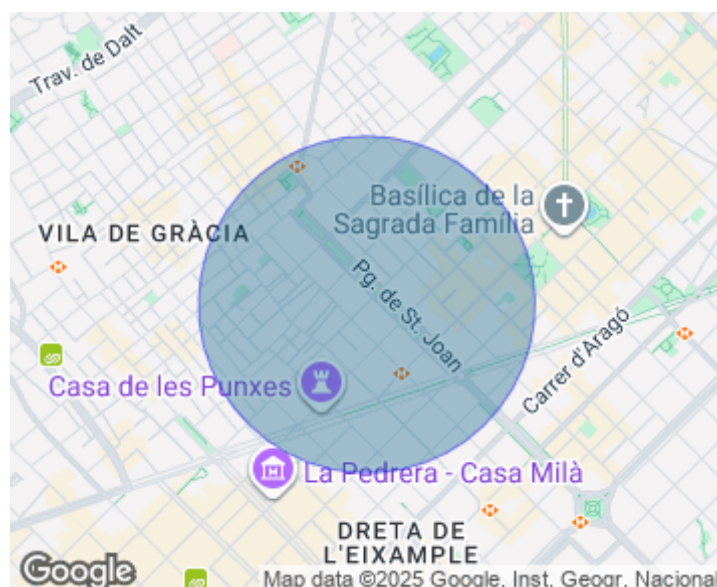 Trav. de Dalt
Basílica de la
Sagrada Família
VILA DE GRÀCIA
Pg. de St. Joan
Carrer d'Aragó
Casa de les Punxes
La Pedrera - Casa Milà
DRETA DE
L'EIXAMPLE
Google
Map data ©2025 Google, Inst. Geogr. Nacional